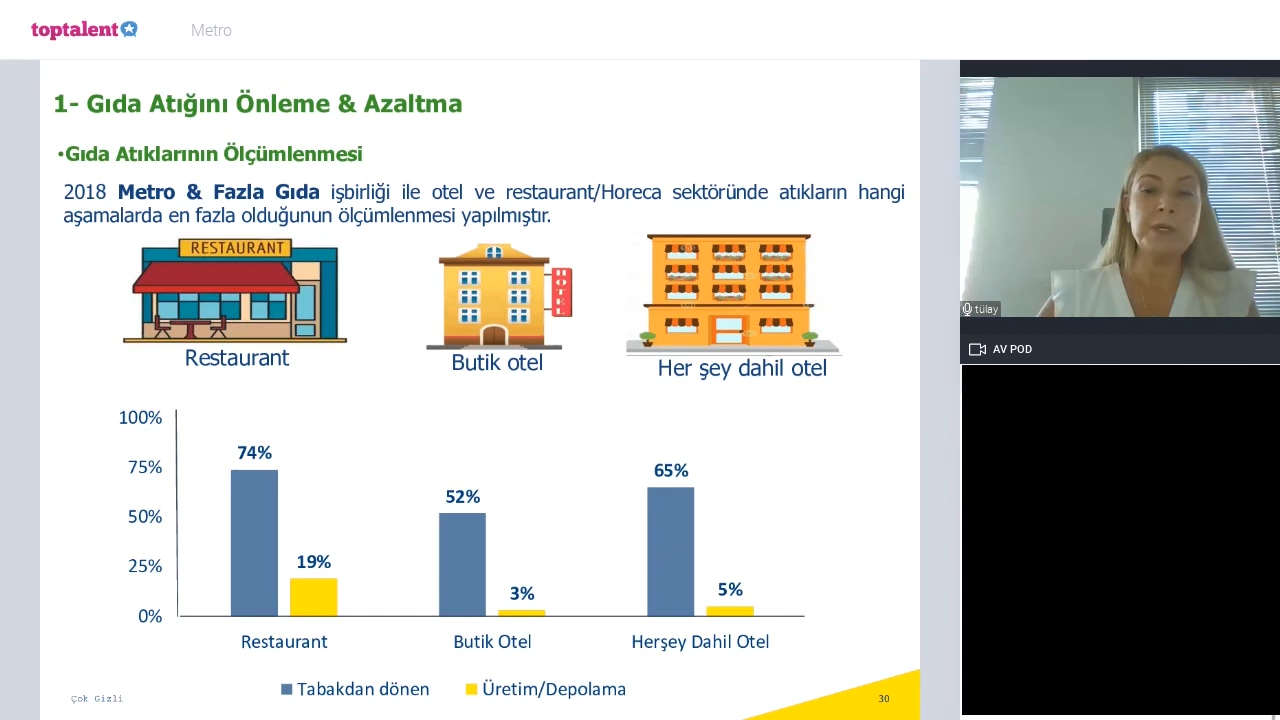 toptalent
Metro
1- Gıda Atığını Önleme & Azaltma
•Gıda Atıklarının Ölçümlenmesi
2018 Metro & Fazla Gıda işbirliği ile otel ve restaurant/Horeca sektöründe atıkların hangi
aşamalarda en fazla olduğunun ölçümlenmesi yapılmıştır.
RESTAURANT
HOTEL
Restaurant
Butik otel
Her şey dahil otel
100%
75%
50%
25%
0%
74%
19%
52%
3%
65%
5%
Restaurant
Butik Otel
Herşey Dahil Otel
Tabakdan dönen
Üretim/Depolama
Çok Gizli
30
tülay
AV POD